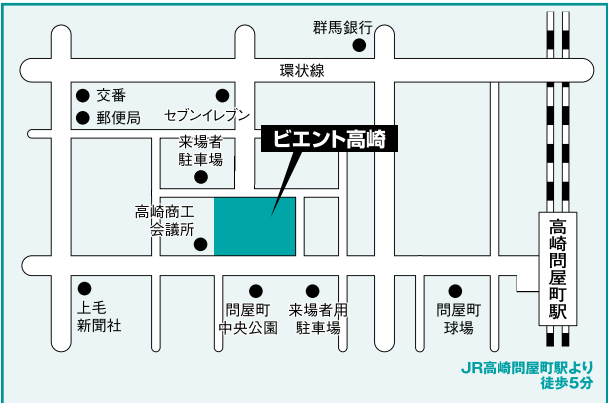 群馬銀行
環状線
交番
郵便局
セブンイレブン
来場者
駐車場
ビエント高崎
高崎商工
会議所
高崎問屋町駅
上毛
新聞社
問屋町
中央公園
来場者用
駐車場
問屋町
球場
JR高崎問屋町駅より
徒歩5分